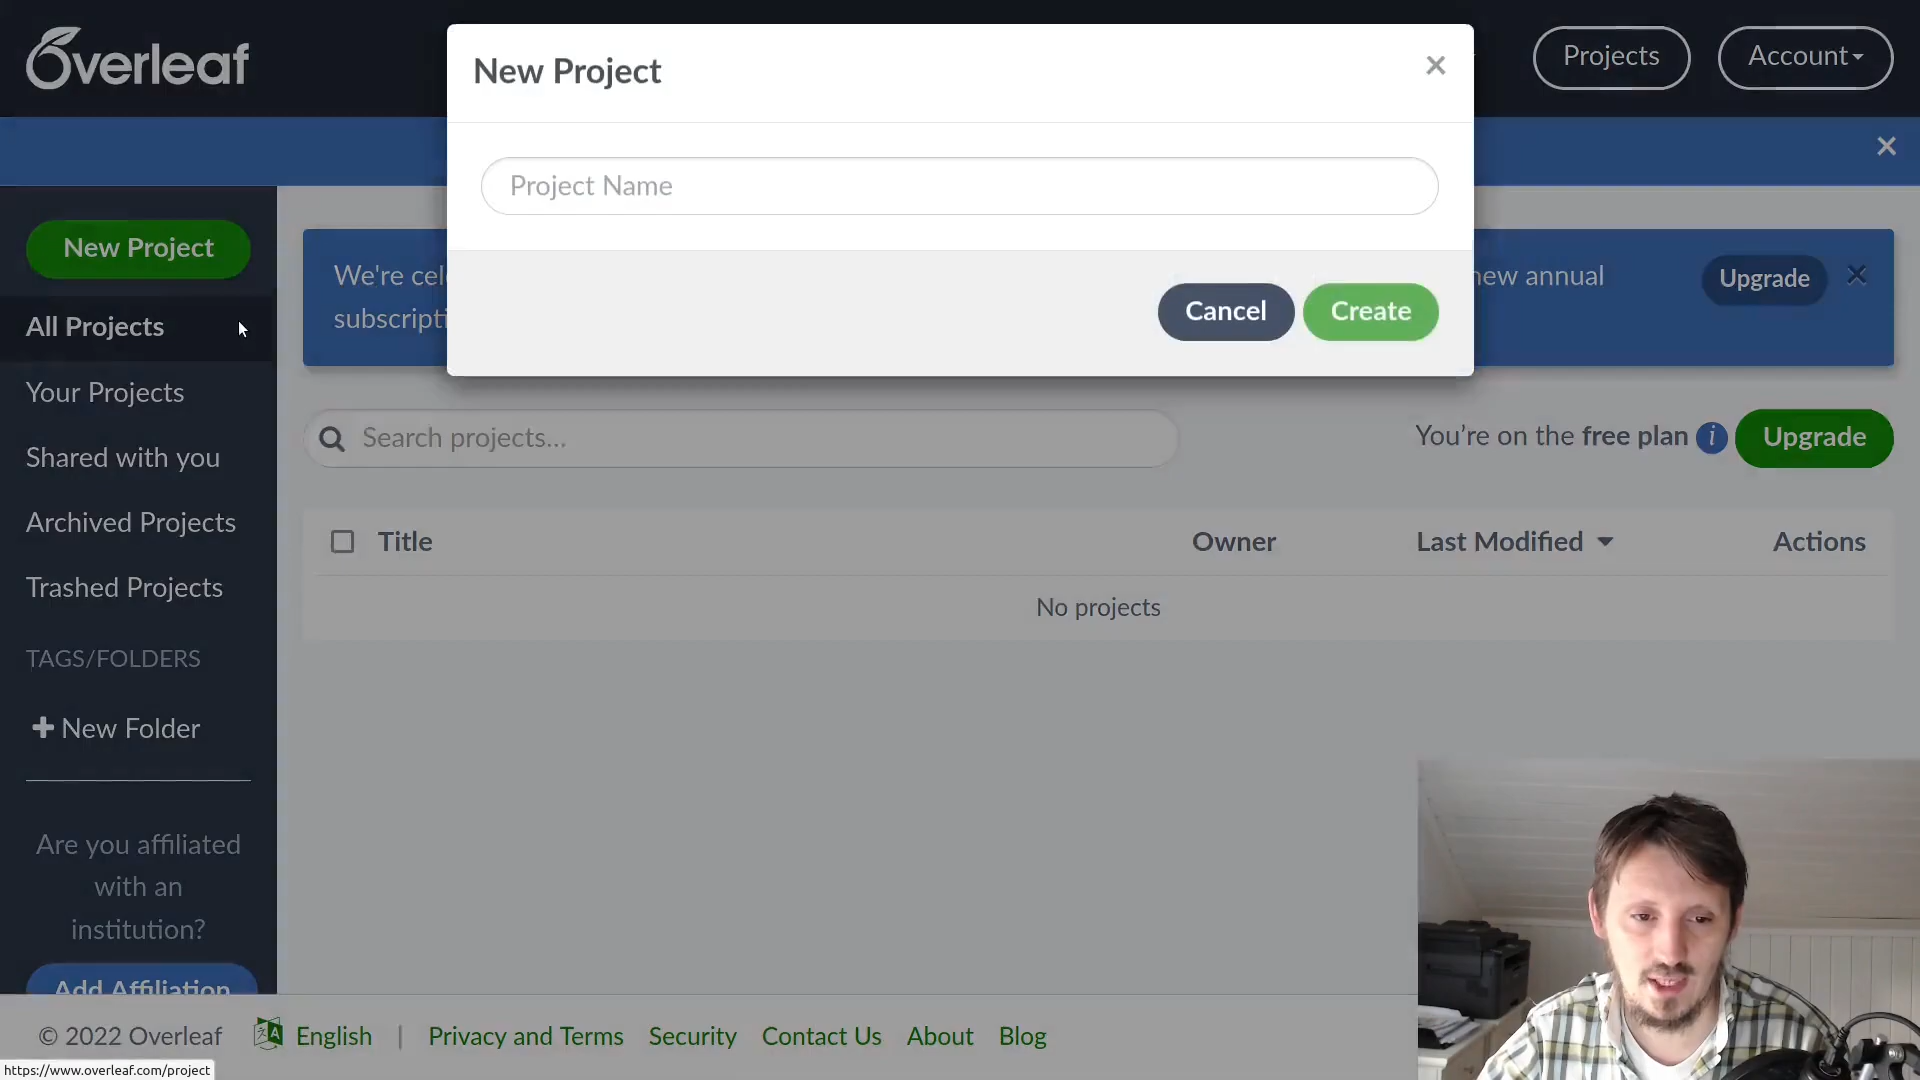 Overleaf
New Project
×
Projects
Account
×
Project Name
Cancel
Create
New Project
All Projects
Your Projects
Shared with you
Archived Projects
Trashed Projects
TAGS/FOLDERS
New Folder
Are you affiliated
with an
institution?
Add Affiliation
We're cel
subscripti
new annual
Upgrade
×
Search projects...
You're on the free plan i
Upgrade
Title Owner Last Modified Actions
No projects
© 2022 Overleaf English | Privacy and Terms Security Contact Us About Blog
https://www.overleaf.com/project